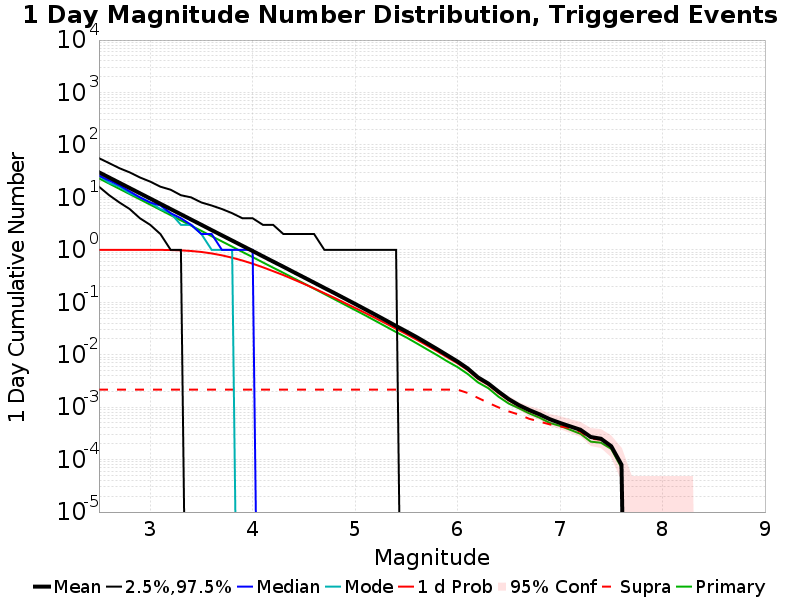 1 Day Magnitude Number Distribution, Triggered Events
1 Day Cumulative Number
10^4
10^3
10^2
10^1
10^0
10^-1
10^-2
10^-3
10^-4
10^-5
3 4 5 6 7 8 9
Magnitude
Mean 2.5%,97.5% Median Mode 1 d Prob 95% Conf Supra Primary